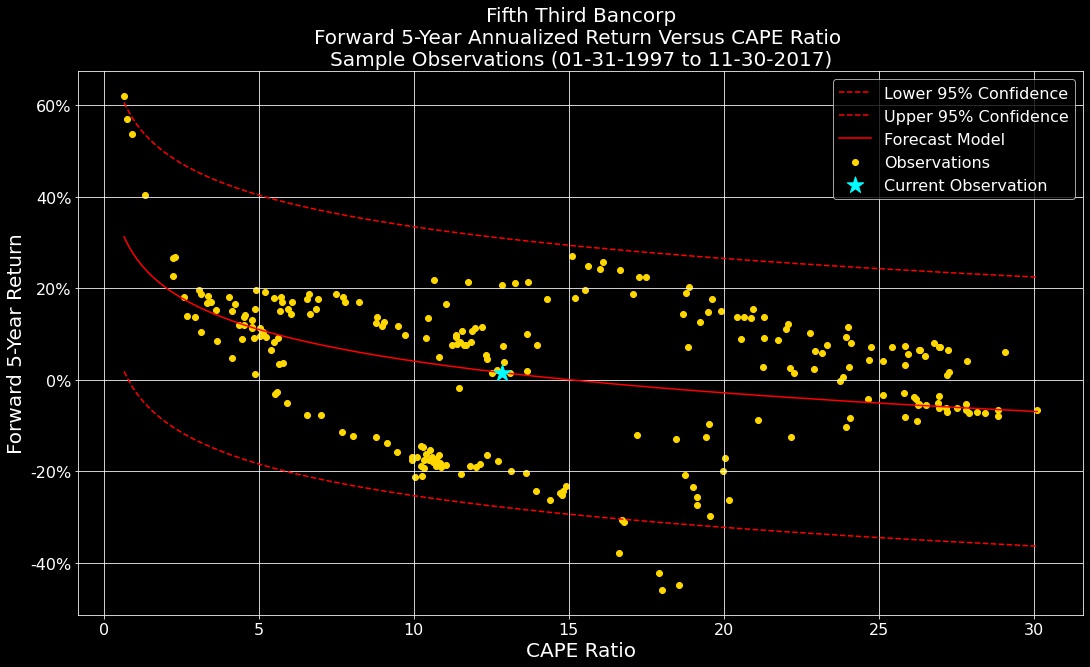 Fifth Third Bancorp
Forward 5-Year Annualized Return Versus CAPE Ratio
Sample Observations (01-31-1997 to 11-30-2017)
Lower 95% Confidence
Upper 95% Confidence
Forecast Model
Observations
Current Observation
Forward 5-Year Return
60%
40%
20%
0%
-20%
-40%
0 5 10 15 20 25 30
CAPE Ratio